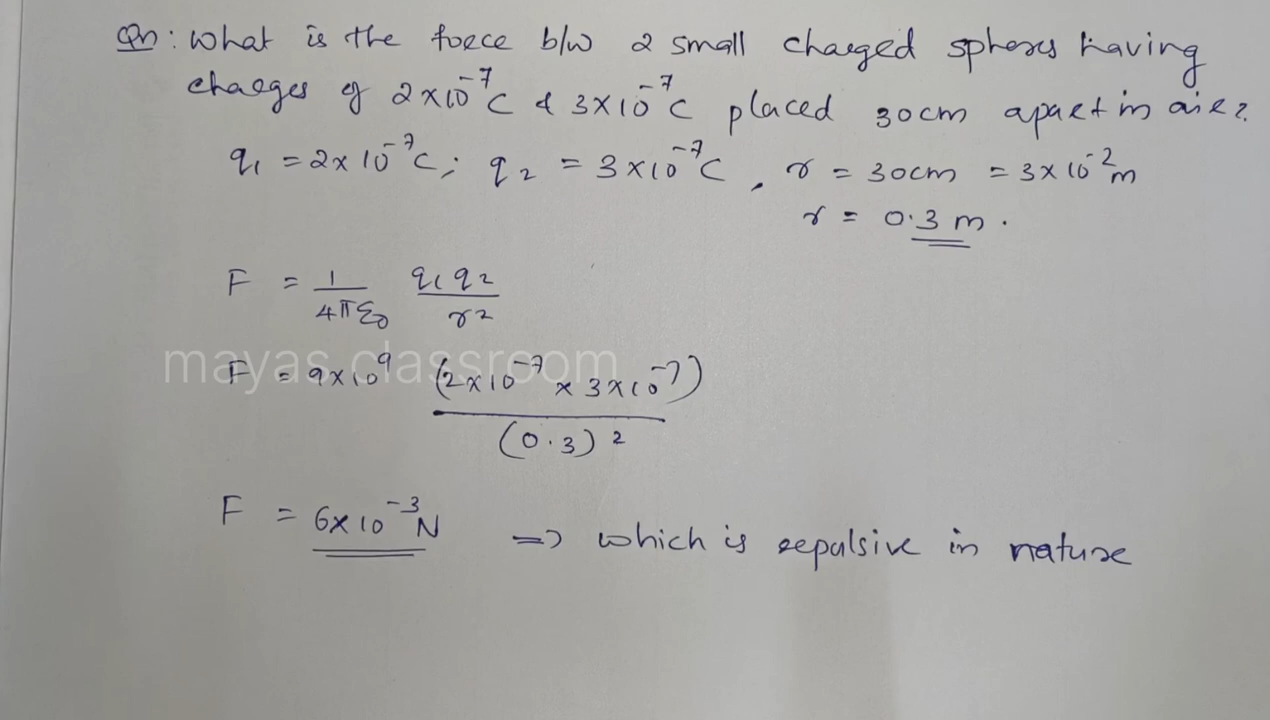 Qn: What is the force b/w 2 small charged spheres having
charges of 2×10⁻⁷C & 3×10⁻⁷C placed 30cm apart in air?
q₁ = 2×10⁻⁷C; q₂ = 3×10⁻⁷C, r = 30cm = 3×10⁻²m
r = 0.3 m.
F = 1/4πε₀ q₁q₂/r²
mayas.classroom
F = 9×10⁹ (2×10⁻⁷ × 3×10⁻⁷)/(0.3)²
F = 6×10⁻³N ⇒ which is repulsive in nature